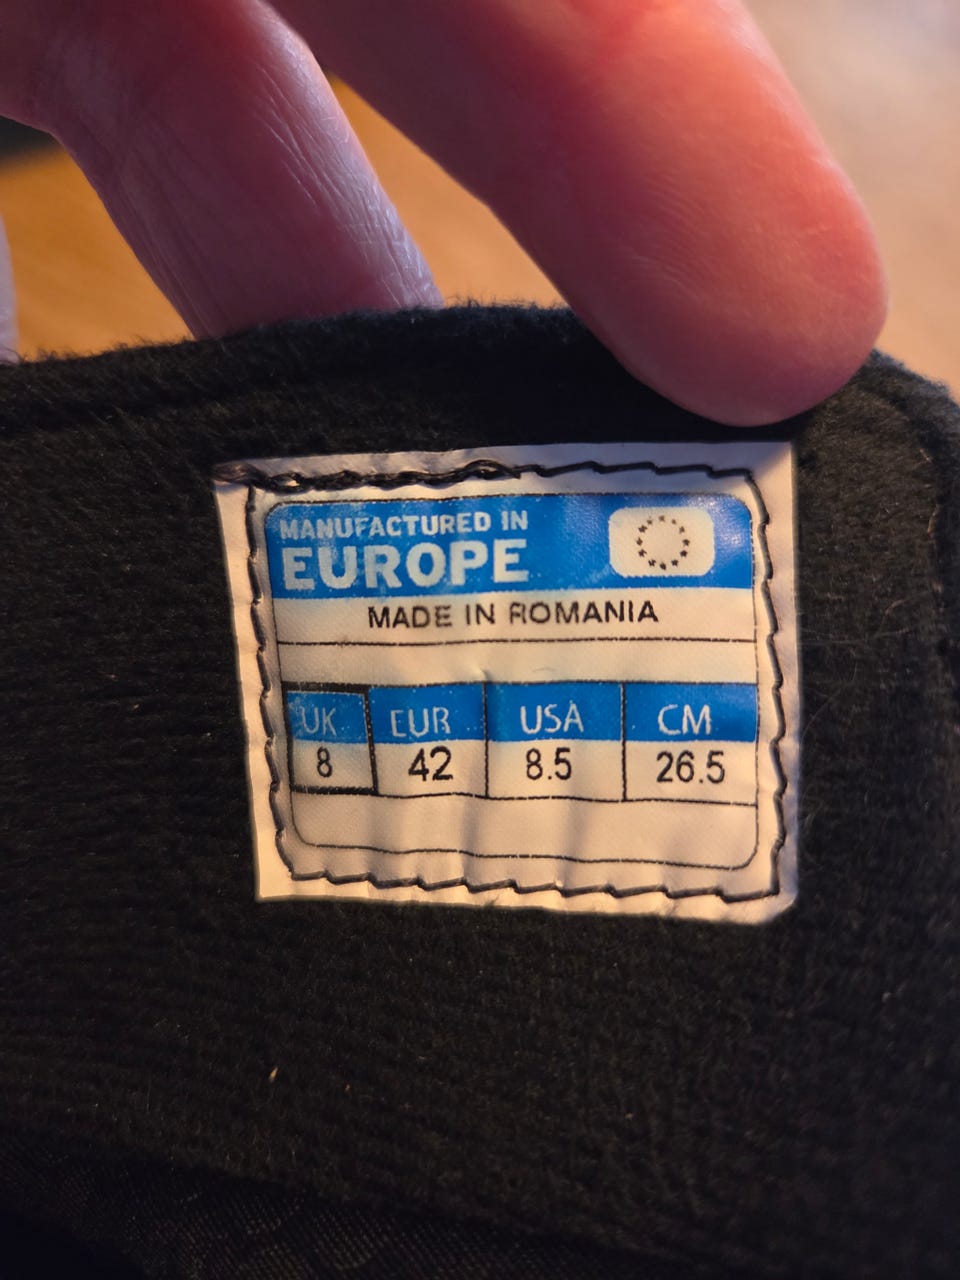 MANUFACTURED IN
EUROPE
MADE IN ROMANIA
UK EUR USA CM
8 42 8.5 26.5